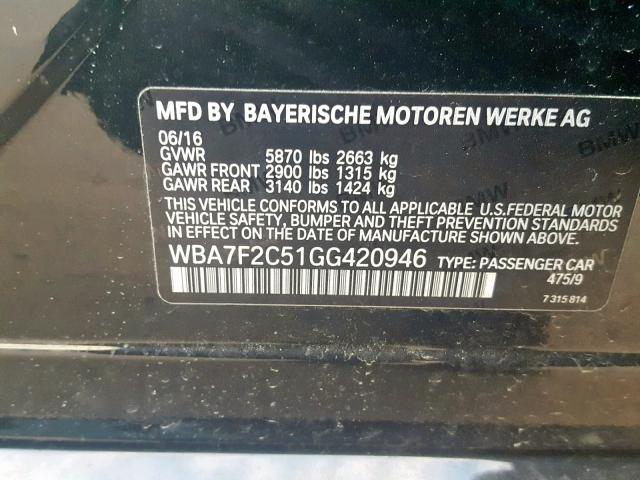 MFD BY BAYERISCHE MOTOREN WERKE AG
06/16
GVWR 5870 lbs 2663 kg
GAWR FRONT 2900 lbs 1315 kg
GAWR REAR 3140 lbs 1424 kg
THIS VEHICLE CONFORMS TO ALL APPLICABLE U.S.FEDERAL MOTOR
VEHICLE SAFETY, BUMPER AND THEFT PREVENTION STANDARDS
IN EFFECT ON THE DATE OF MANUFACTURE SHOWN ABOVE.
WBA7F2C51GG420946 TYPE: PASSENGER CAR
475/9
7 315 814